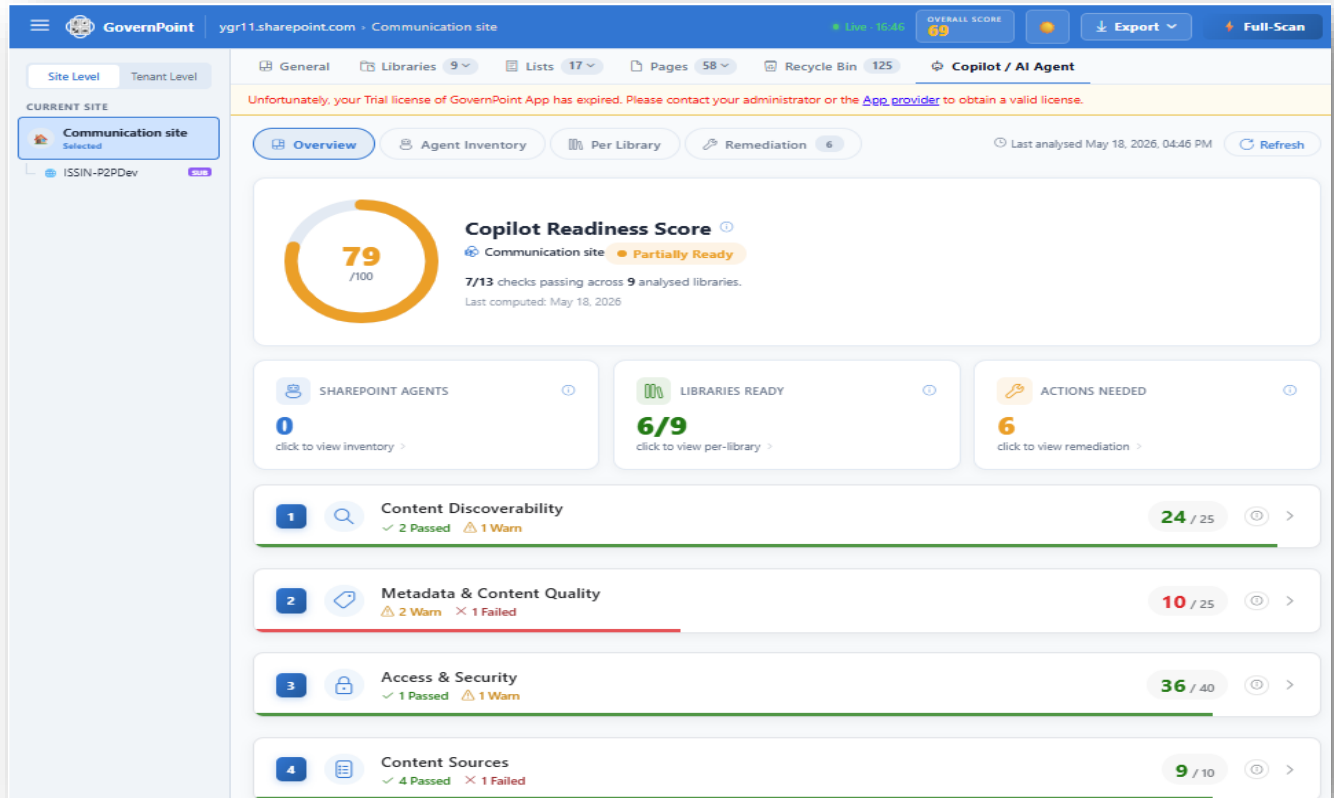 GovernPoint ygr11.sharepoint.com › Communication site Live · 16:46 OVERALL SCORE 69 Export Full-Scan
Site Level Tenant Level
CURRENT SITE
Communication site
Selected
ISSIN-P2PDev SUB
General Libraries 9 Lists 17 Pages 58 Recycle Bin 125 Copilot / AI Agent
Unfortunately, your Trial license of GovernPoint App has expired. Please contact your administrator or the App provider to obtain a valid license.
Overview Agent Inventory Per Library Remediation 6 Last analysed May 18, 2026, 04:46 PM Refresh
79
/100
Copilot Readiness Score
Communication site Partially Ready
7/13 checks passing across 9 analysed libraries.
Last computed: May 18, 2026
SHAREPOINT AGENTS
0
click to view inventory ›
LIBRARIES READY
6/9
click to view per-library ›
ACTIONS NEEDED
6
click to view remediation ›
1 Content Discoverability 24 / 25
2 Passed 1 Warn
2 Metadata & Content Quality 10 / 25
2 Warn 1 Failed
3 Access & Security 36 / 40
1 Passed 1 Warn
4 Content Sources 9 / 10
4 Passed 1 Failed